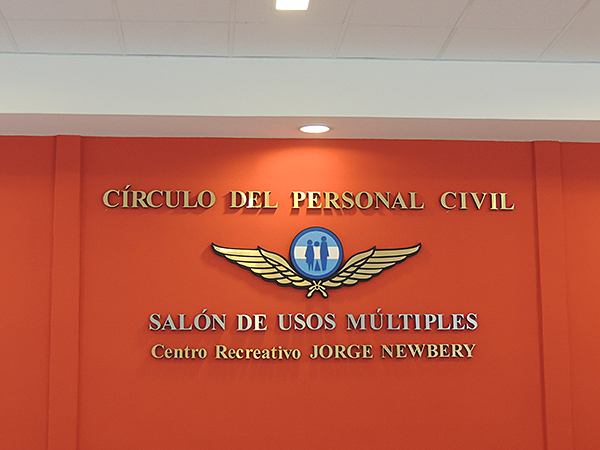 CÍRCULO DEL PERSONAL CIVIL
SALÓN DE USOS MÚLTIPLES
Centro Recreativo JORGE NEWBERY